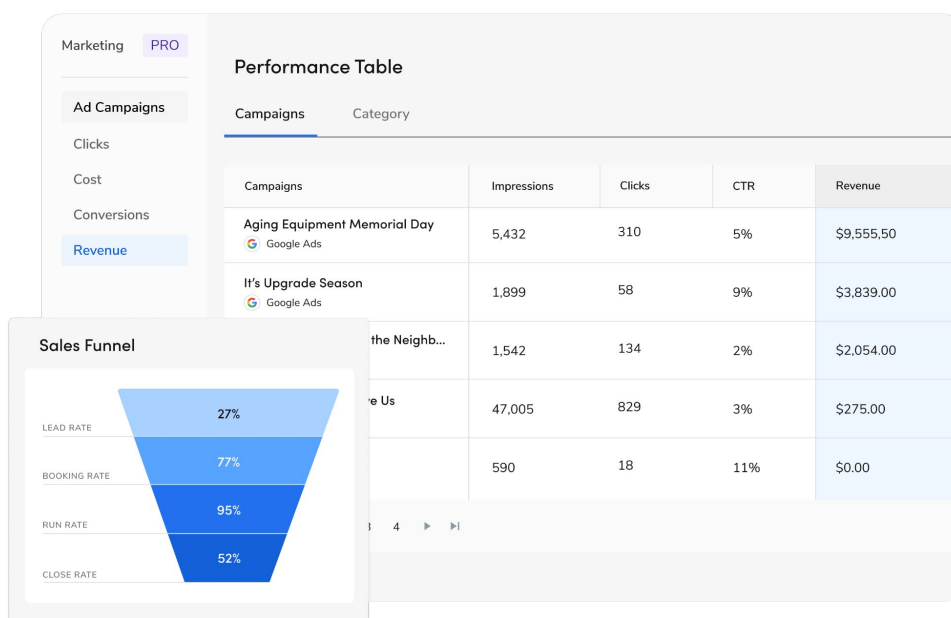 Marketing PRO
Ad Campaigns
Clicks
Cost
Conversions
Revenue
Performance Table
Campaigns Category
Campaigns Impressions Clicks CTR Revenue
Aging Equipment Memorial Day
Google Ads
5,432 310 5% $9,555,50
It's Upgrade Season
Google Ads
1,899 58 9% $3,839.00
the Neighb...
1,542 134 2% $2,054.00
Us
47,005 829 3% $275.00
590 18 11% $0.00
4
Sales Funnel
LEAD RATE 27%
BOOKING RATE 77%
RUN RATE 95%
CLOSE RATE 52%